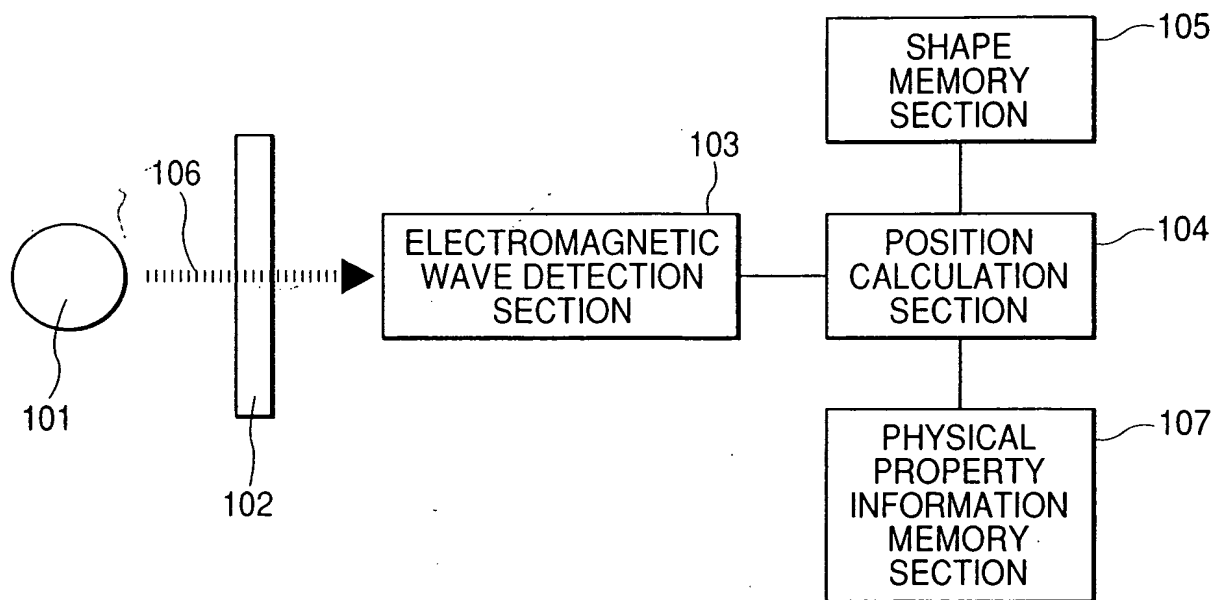 105
SHAPE
MEMORY
SECTION
103
106
ELECTROMAGNETIC
WAVE DETECTION
SECTION
104
POSITION
CALCULATION
SECTION
101
102
107
PHYSICAL
PROPERTY
INFORMATION
MEMORY
SECTION